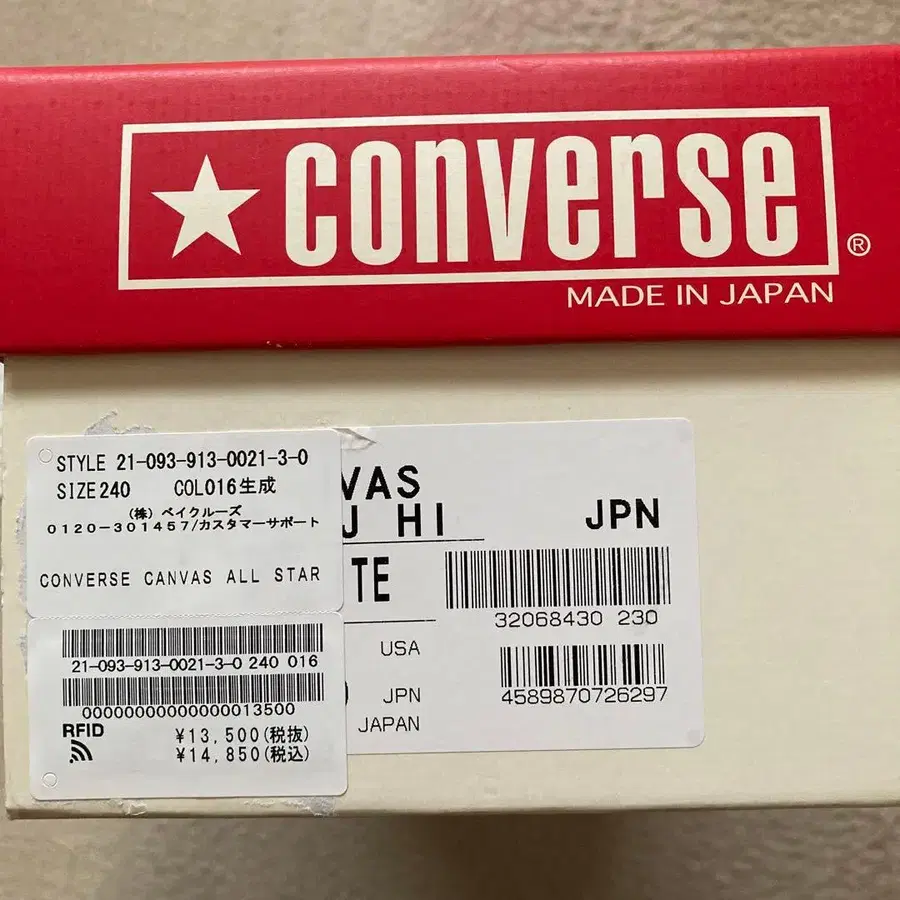 ★ converse ®
MADE IN JAPAN
STYLE 21-093-913-0021-3-0
SIZE240 COL016生成
(株) ベイクルーズ
0120-301457/カスタマーサポート
CONVERSE CANVAS ALL STAR
21-093-913-0021-3-0 240 016
00000000000000013500
RFID
¥13,500(税抜)
¥14,850(税込)
VAS
J HI
JPN
TE
32068430 230
USA
JPN
JAPAN
4589870726297